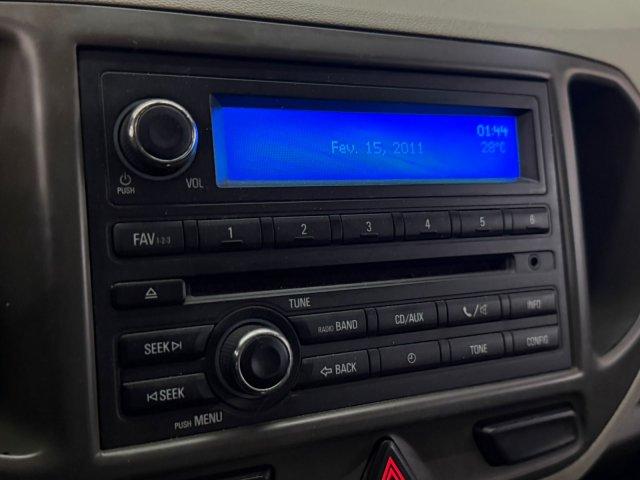 01:44
Fev. 15, 2011 28°C
PUSH VOL
FAV 1-2-3 1 2 3 4 5 6
TUNE
SEEK RADIO BAND CD/AUX INFO
SEEK BACK TONE CONFIG
PUSH MENU